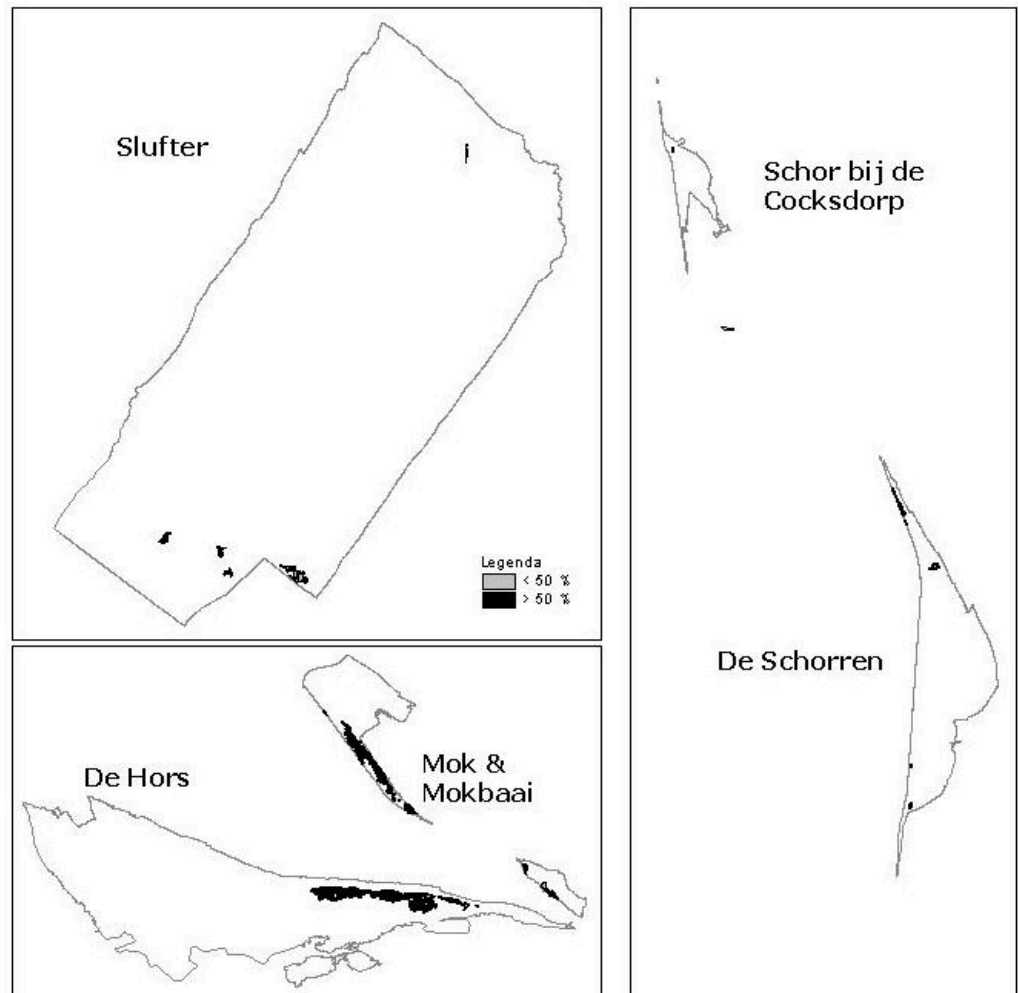 Slufter
Legenda
< 50 %
> 50 %
Schor bij de
Cocksdorp
De Schorren
De Hors
Mok &
Mokbaai